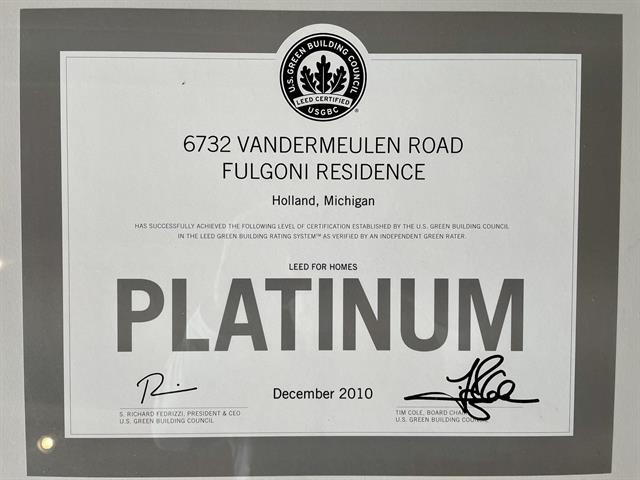 U.S. GREEN BUILDING COUNCIL
LEED CERTIFIED
USGBC
®
6732 VANDERMEULEN ROAD
FULGONI RESIDENCE
Holland, Michigan
HAS SUCCESSFULLY ACHIEVED THE FOLLOWING LEVEL OF CERTIFICATION ESTABLISHED BY THE U.S. GREEN BUILDING COUNCIL
IN THE LEED GREEN BUILDING RATING SYSTEM™ AS VERIFIED BY AN INDEPENDENT GREEN RATER.
LEED FOR HOMES
PLATINUM
December 2010
S. RICHARD FEDRIZZI, PRESIDENT & CEO
U.S. GREEN BUILDING COUNCIL
TIM COLE, BOARD
U.S. GREEN BUILDING